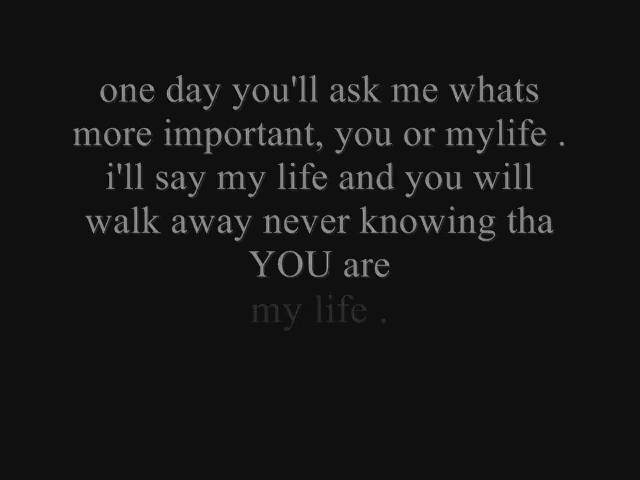 one day you'll ask me whats
more important, you or mylife .
i'll say my life and you will
walk away never knowing tha
YOU are
my life .